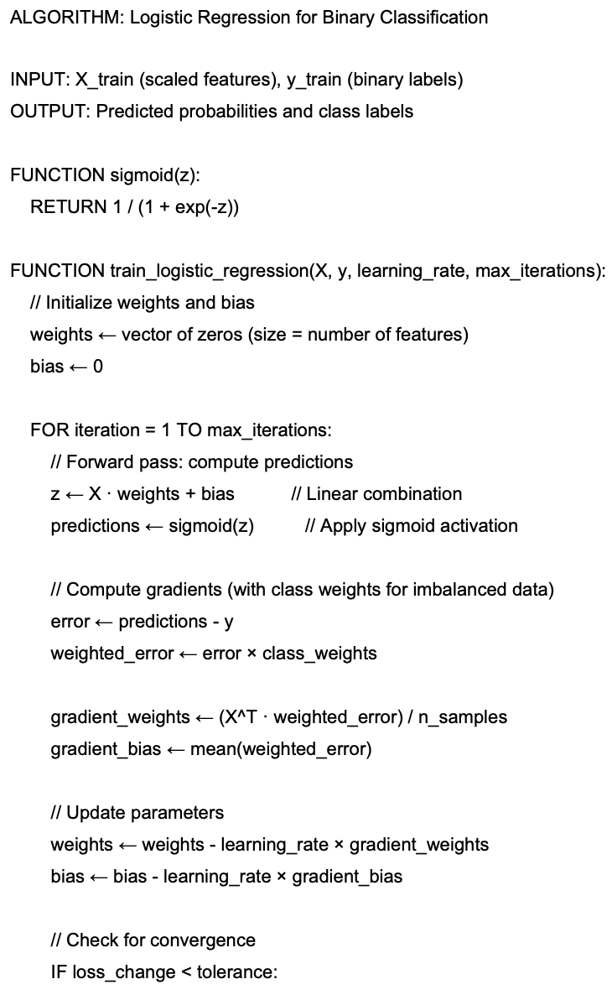 ALGORITHM: Logistic Regression for Binary Classification
INPUT: X_train (scaled features), y_train (binary labels)
OUTPUT: Predicted probabilities and class labels
FUNCTION sigmoid(z):
RETURN 1 / (1 + exp(-z))
FUNCTION train_logistic_regression(X, y, learning_rate, max_iterations):
// Initialize weights and bias
weights ← vector of zeros (size = number of features)
bias ← 0
FOR iteration = 1 TO max_iterations:
// Forward pass: compute predictions
z ← X · weights + bias // Linear combination
predictions ← sigmoid(z) // Apply sigmoid activation
// Compute gradients (with class weights for imbalanced data)
error ← predictions - y
weighted_error ← error × class_weights
gradient_weights ← (X^T · weighted_error) / n_samples
gradient_bias ← mean(weighted_error)
// Update parameters
weights ← weights - learning_rate × gradient_weights
bias ← bias - learning_rate × gradient_bias
// Check for convergence
IF loss_change < tolerance: